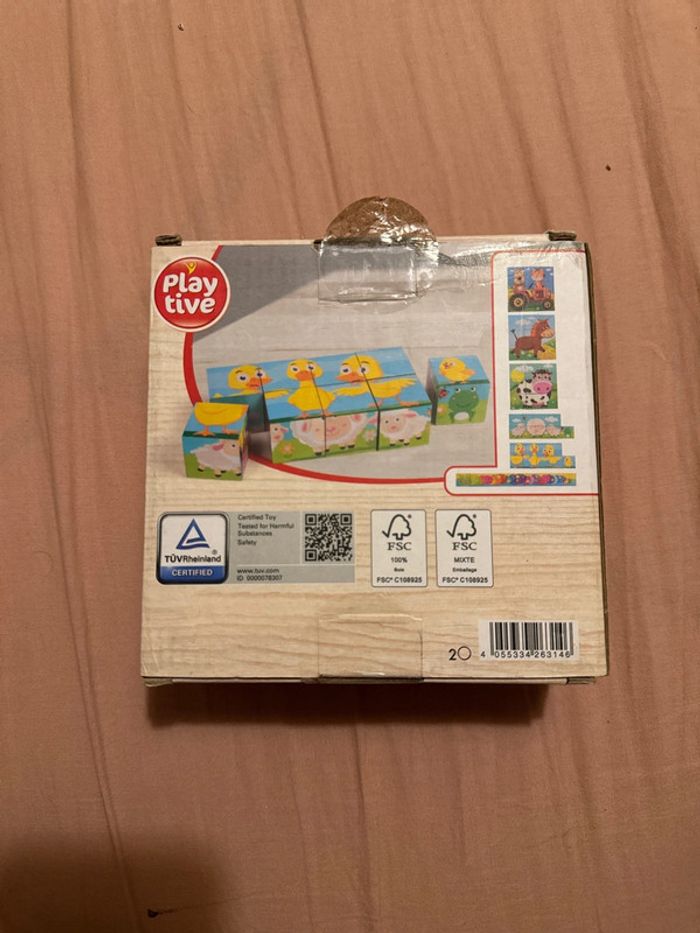 Play
tive
TÜVRheinland®
CERTIFIED
Certified Toy
Tested for Harmful
Substances
Safety
www.tuv.com
ID 0000078307
FSC
100%
Bois
FSC® C108925
FSC
MIXTE
Emballage
FSC® C108925
2
4 055334 263146